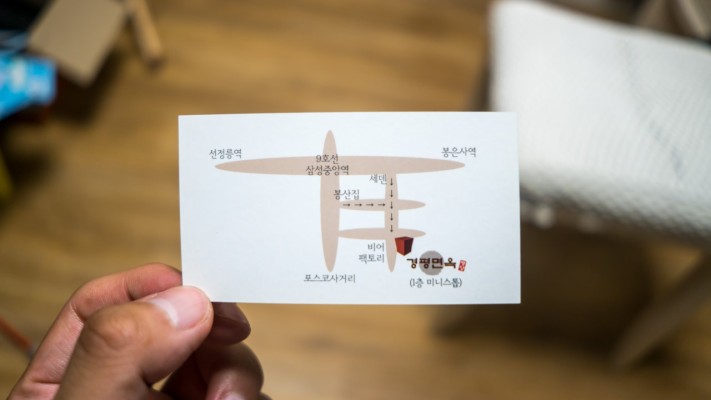 선정릉역
9호선
삼성중앙역
봉은사역
세덴
봉산집
비어
팩토리
경평면옥
포스코사거리
(1층 미니스톱)